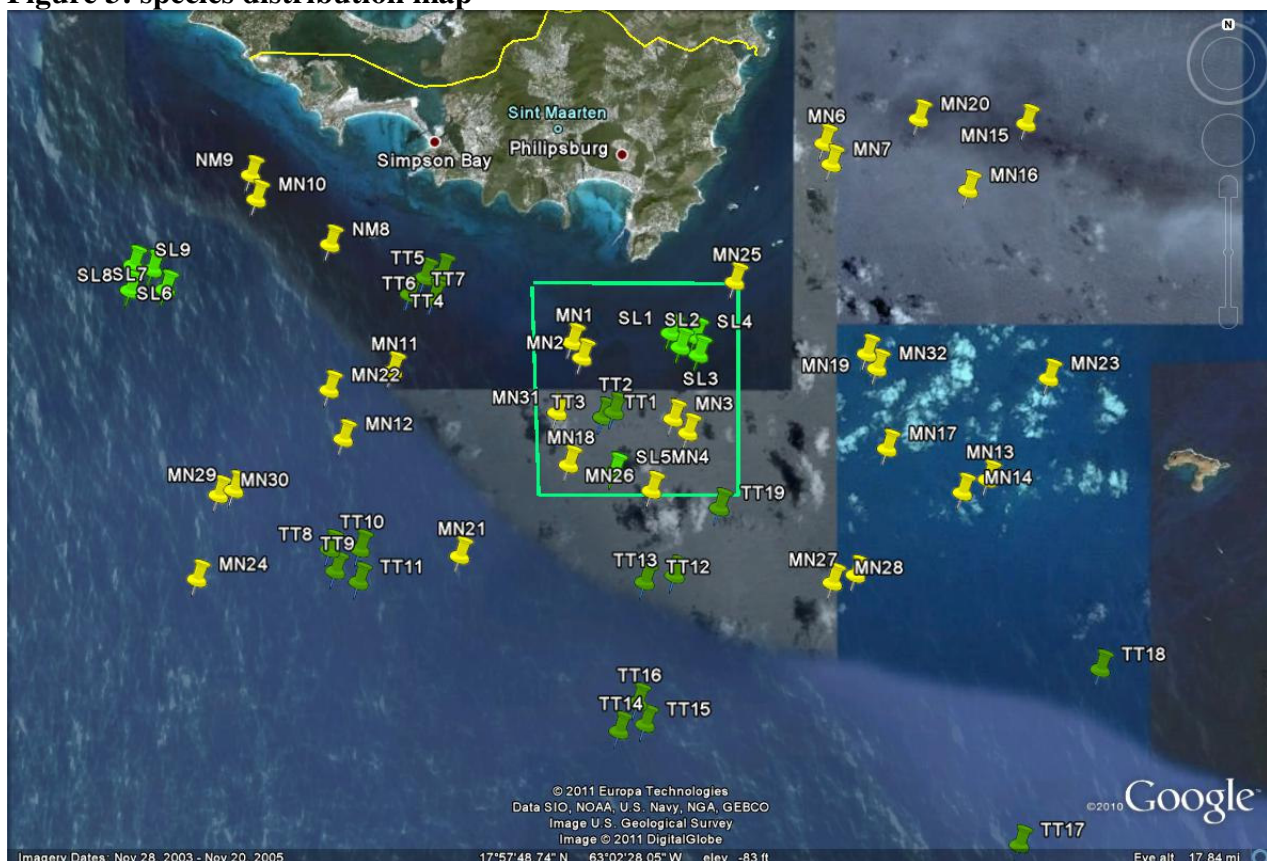 Figure 3: species distribution map
N
MN6
MN20
MN15
MN7
MN16
Sint Maarten
Simpson Bay
Philipsburg
NM9
MN10
NM8
MN25
SL9
SL8
SL7
SL6
TT5
TT6
TT7
TT4
MN1
MN2
SL1
SL2
SL4
SL3
MN19
MN32
MN23
MN11
MN22
MN12
MN31
TT3
TT2
TT1
MN3
MN18
MN26
SL5
MN4
MN17
MN13
MN14
MN29
MN30
TT19
TT8
TT10
TT9
TT11
MN21
MN24
TT13
TT12
MN27
MN28
TT18
TT16
TT14
TT15
TT17
© 2011 Europa Technologies
Data SIO, NOAA, U.S. Navy, NGA, GEBCO
Image U.S. Geological Survey
Image © 2011 DigitalGlobe
©2010 Google
Imagery Dates: Nov 28, 2003 - Nov 20, 2005
17°57'48.74" N 63°02'28.05" W elev -83 ft
Eye alt 17.84 mi